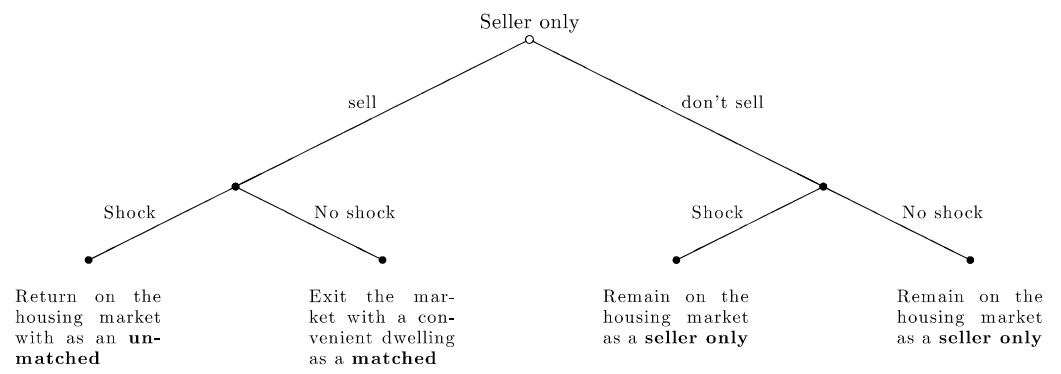 Seller only
sell
don't sell
Shock
No shock
Shock
No shock
Return on the
housing market
with as an un-
matched
Exit the mar-
ket with a con-
venient dwelling
as a matched
Remain on the
housing market
as a seller only
Remain on the
housing market
as a seller only